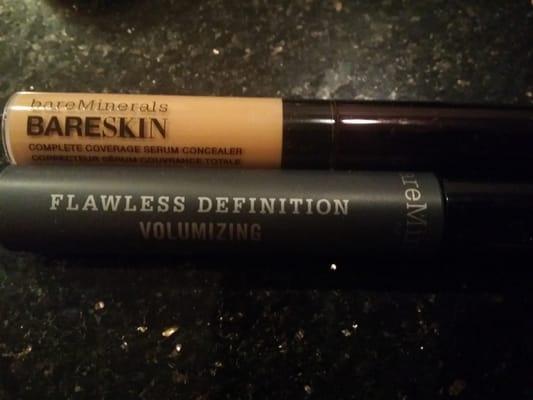 bareMinerals
BARESKIN
COMPLETE COVERAGE SERUM CONCEALER
CORRECTEUR SÉRUM COUVRANCE TOTALE
FLAWLESS DEFINITION
VOLUMIZING
areMi